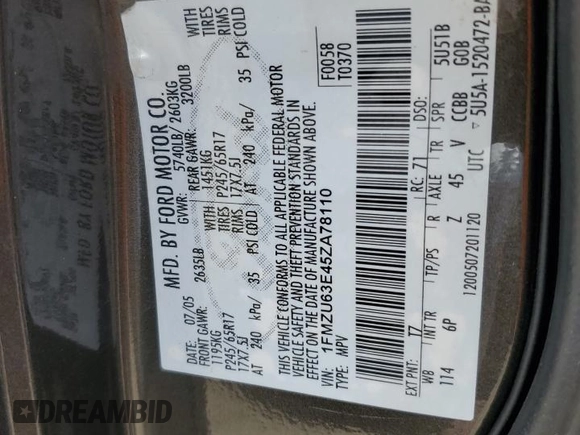 MFD. BY FORD MOTOR CO.
DATE: 07/05 GVWR: 5740LB/ 2603KG
FRONT GAWR: 2635LB REAR GAWR: 3200LB
1195KG WITH 1451KG WITH
P245/65R17 TIRES P245/65R17 TIRES
17X7.5J RIMS 17X7.5J RIMS
AT 240 kPa/ 35 PSI COLD AT 240 kPa/ 35 PSI COLD
THIS VEHICLE CONFORMS TO ALL APPLICABLE FEDERAL MOTOR
VEHICLE SAFETY AND THEFT PREVENTION STANDARDS IN
EFFECT ON THE DATE OF MANUFACTURE SHOWN ABOVE.
VIN: 1FMZU63E45ZA78110 F0058
TYPE: MPV T0370
EXT PNT: T7 RC: 71 DSO:
WB INT TR TP/PS R AXLE TR SPR 5U51B
114 6P Z 45 V CCBB GOB
1200507201120 UTC ▽ 5U5A-1520472-BA
DREAMBID